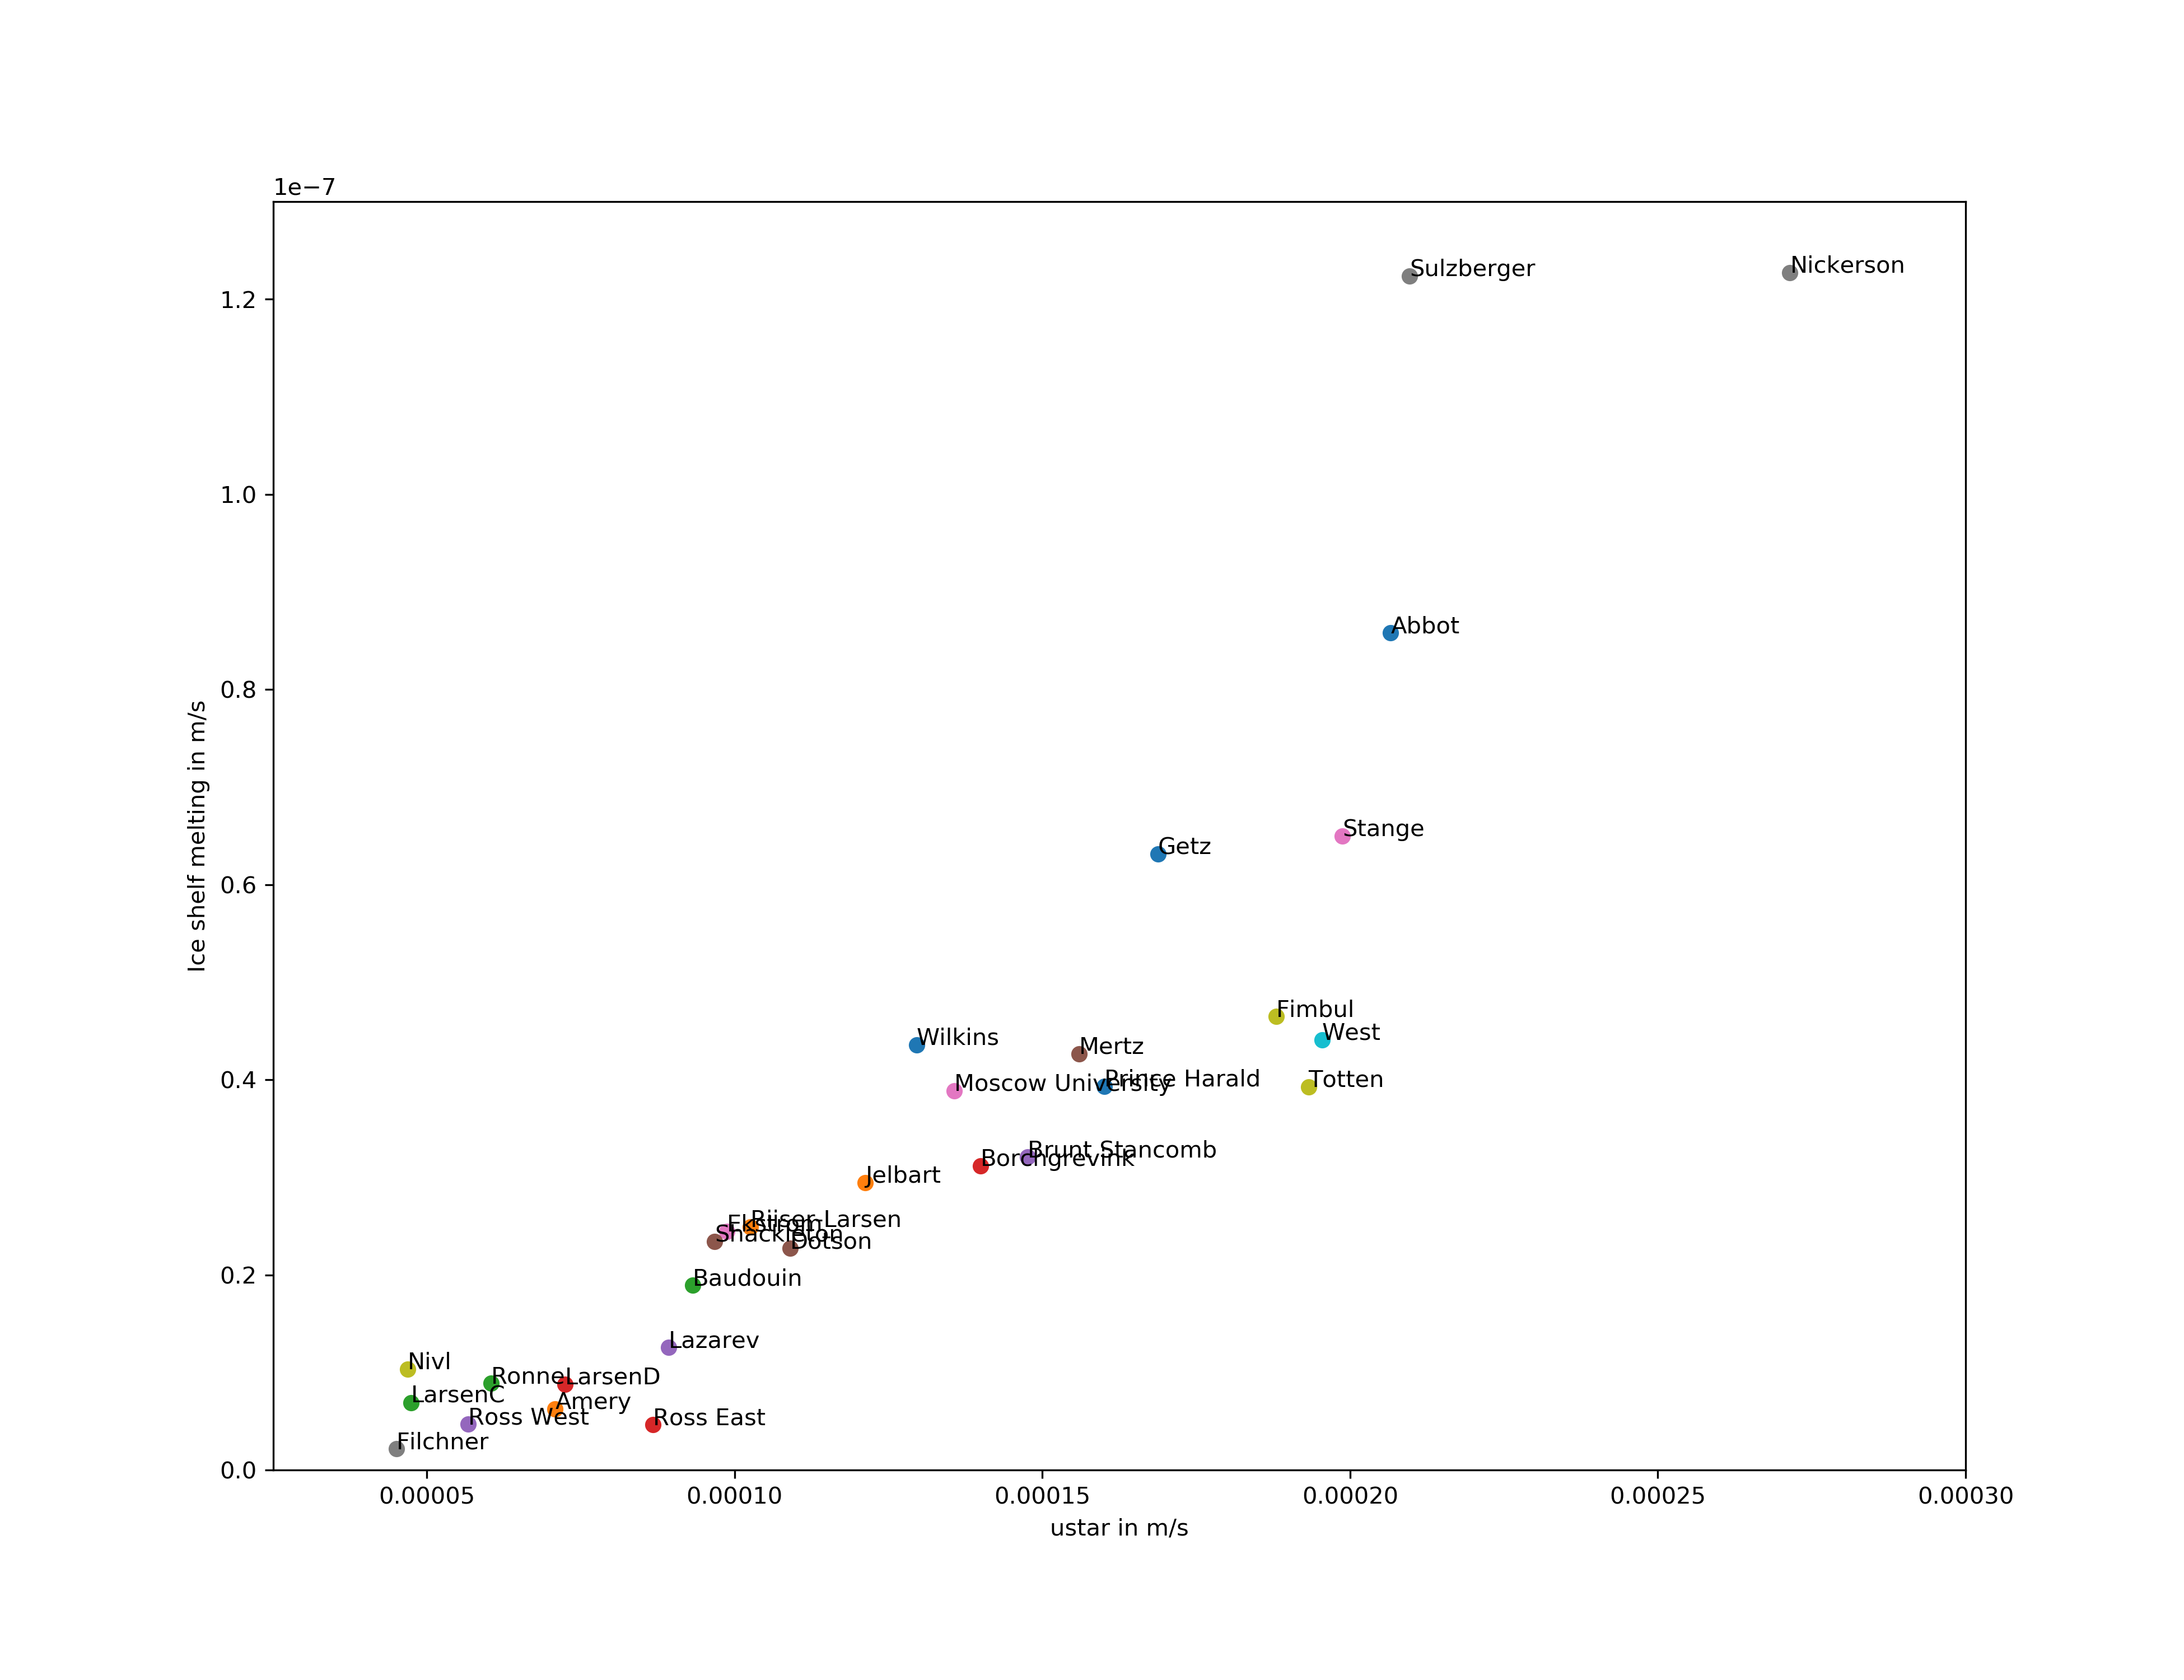 1e−7
Sulzberger
Nickerson
1.2
1.0
0.8
0.6
0.4
0.2
0.0
Ice shelf melting in m/s
Abbot
Stange
Getz
Fimbul
West
Wilkins
Mertz
Moscow University
Prince Harald
Totten
Brunt Stancomb
Borchgrevink
Jelbart
Riiser-Larsen
Ekstrom
Shackleton
Dotson
Baudouin
Lazarev
Nivl
Ronne
LarsenD
LarsenC
Amery
Ross West
Ross East
Filchner
0.00005
0.00010
0.00015
0.00020
0.00025
0.00030
ustar in m/s